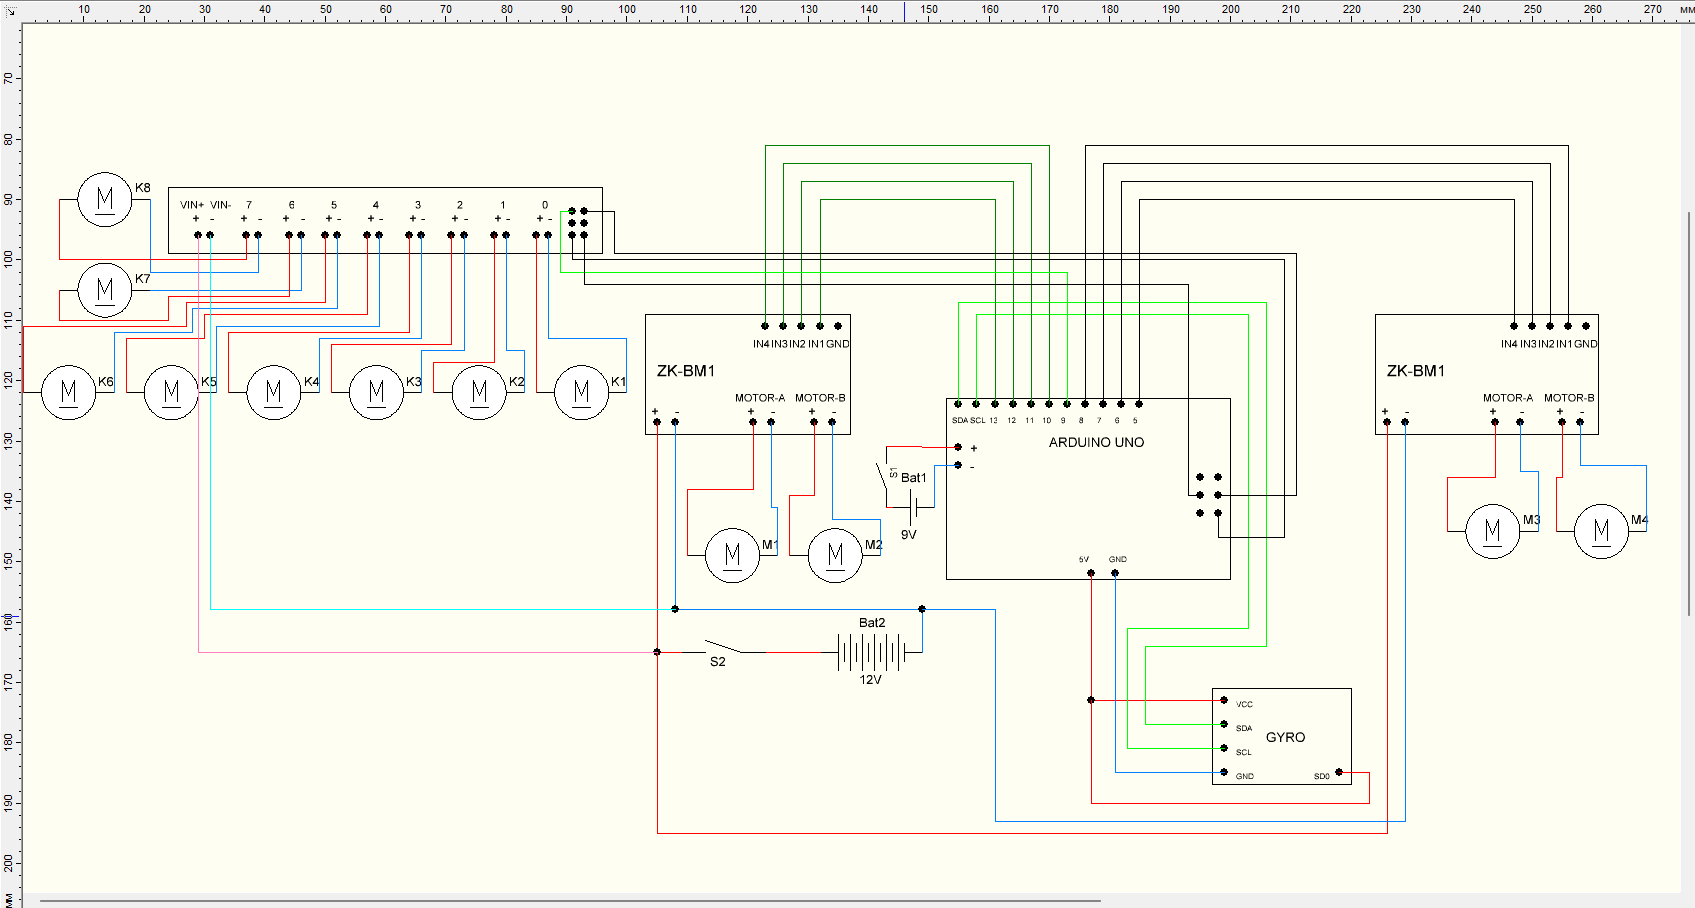 10 20 30 40 50 60 70 80 90 100 110 120 130 140 150 160 170 180 190 200 210 220 230 240 250 260 270 мм
70
80
90
100
110
120
130
140
150
160
170
180
190
200
мм
K8
VIN+ VIN- 7 6 5 4 3 2 1 0
+ - + - + - + - + - + - + - + - + -
K7
K6 K5 K4 K3 K2 K1
M M M M M M M M
IN4 IN3 IN2 IN1 GND
ZK-BM1
MOTOR-A MOTOR-B
+ - + - + -
M M1 M M2
SDA SCL 13 12 11 10 9 8 7 6 5
ARDUINO UNO
+
-
S1
Bat1
9V
5V GND
IN4 IN3 IN2 IN1 GND
ZK-BM1
MOTOR-A MOTOR-B
+ - + - + -
M M3 M M4
S2
Bat2
12V
VCC
SDA
GYRO
SCL
GND SD0